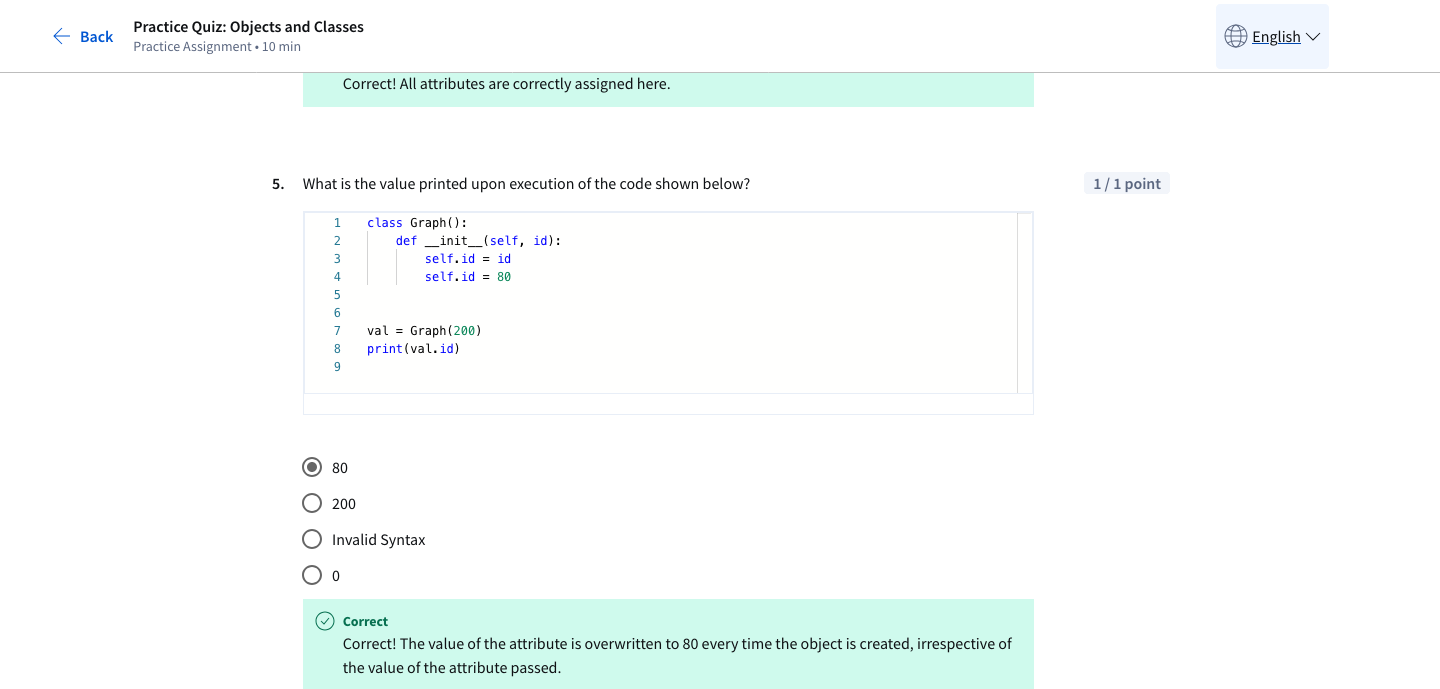 Back
Practice Quiz: Objects and Classes
Practice Assignment • 10 min
English
Correct! All attributes are correctly assigned here.
5. What is the value printed upon execution of the code shown below?
1 / 1 point
1 class Graph():
2     def __init__(self, id):
3         self.id = id
4         self.id = 80
5
6
7 val = Graph(200)
8 print(val.id)
9
80
200
Invalid Syntax
0
Correct
Correct! The value of the attribute is overwritten to 80 every time the object is created, irrespective of
the value of the attribute passed.